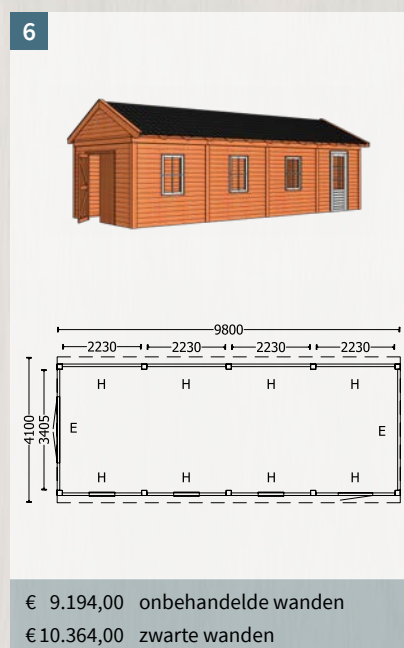 6
9800
2230 2230 2230 2230
H H H H
4100
3405
E E
H H H H
€ 9.194,00 onbehandelde wanden
€ 10.364,00 zwarte wanden